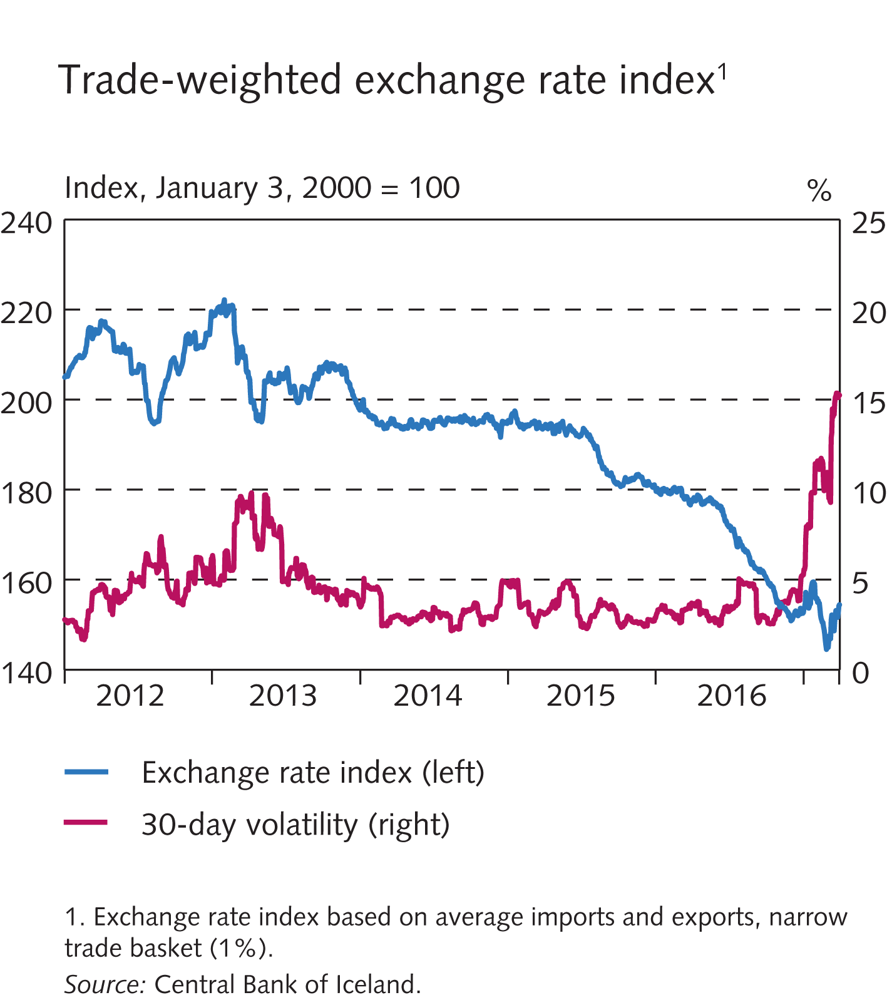 Trade-weighted exchange rate index¹
Index, January 3, 2000 = 100 %
240 25
220 20
200 15
180 10
160 5
140 0
2012 2013 2014 2015 2016
Exchange rate index (left)
30-day volatility (right)
1. Exchange rate index based on average imports and exports, narrow
trade basket (1%).
Source: Central Bank of Iceland.